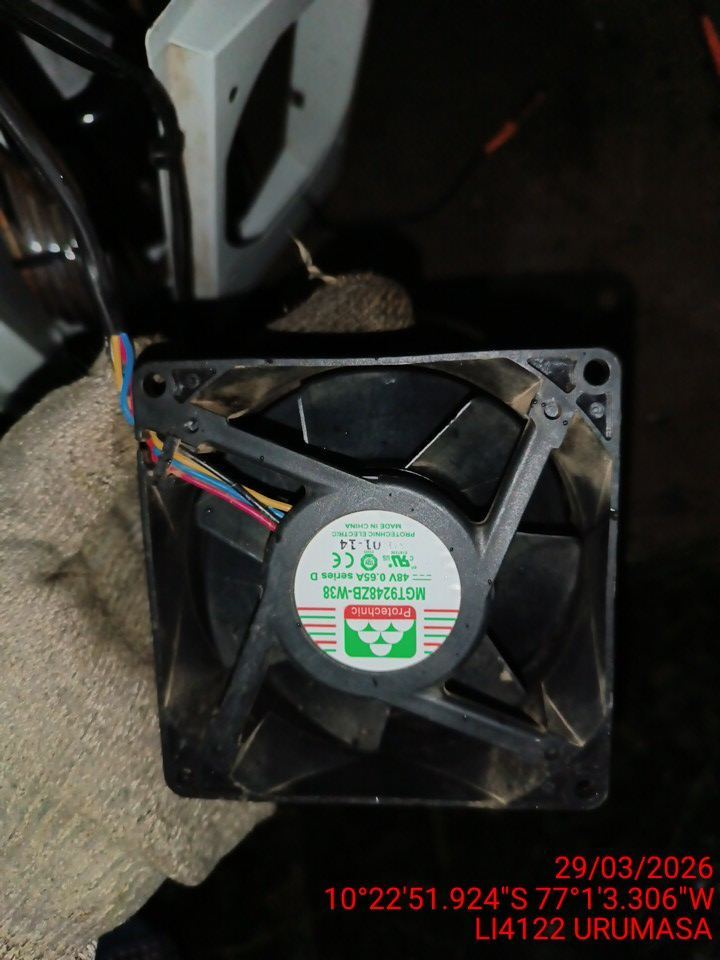 Protechnic
MGT9248ZB-W38
48V 0.65A series D
CE
PROTECHNIC ELECTRIC
MADE IN CHINA
29/03/2026
10°22'51.924"S 77°1'3.306"W
LI4122 URUMASA